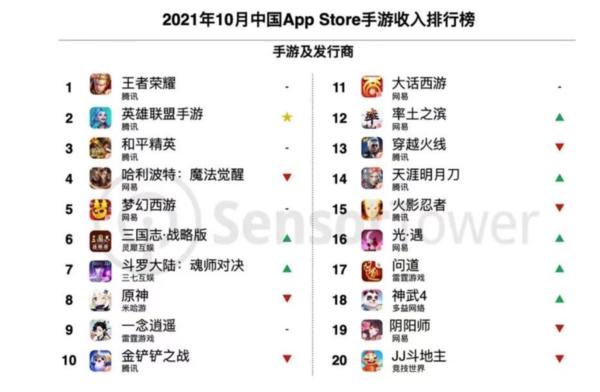 2021年10月中国App Store手游收入排行榜
手游及发行商
1 王者荣耀 -
腾讯
2 英雄联盟手游 ★
腾讯
3 和平精英 -
腾讯
4 哈利波特：魔法觉醒 ▼
网易
5 梦幻西游 -
网易
6 三国志·战略版 ▲
灵犀互娱
7 斗罗大陆：魂师对决 ▲
三七互娱
8 原神 ▼
米哈游
9 一念逍遥 -
雷霆游戏
10 金铲铲之战 ▼
腾讯
11 大话西游 -
网易
12 率土之滨 ▲
网易
13 穿越火线 ▼
腾讯
14 天涯明月刀 ▲
腾讯
15 火影忍者 ▼
腾讯
16 光·遇 ▲
网易
17 问道 ▲
雷霆游戏
18 神武4 ▲
多益网络
19 阴阳师 ▼
网易
20 JJ斗地主 ▼
竞技世界
SensorTower